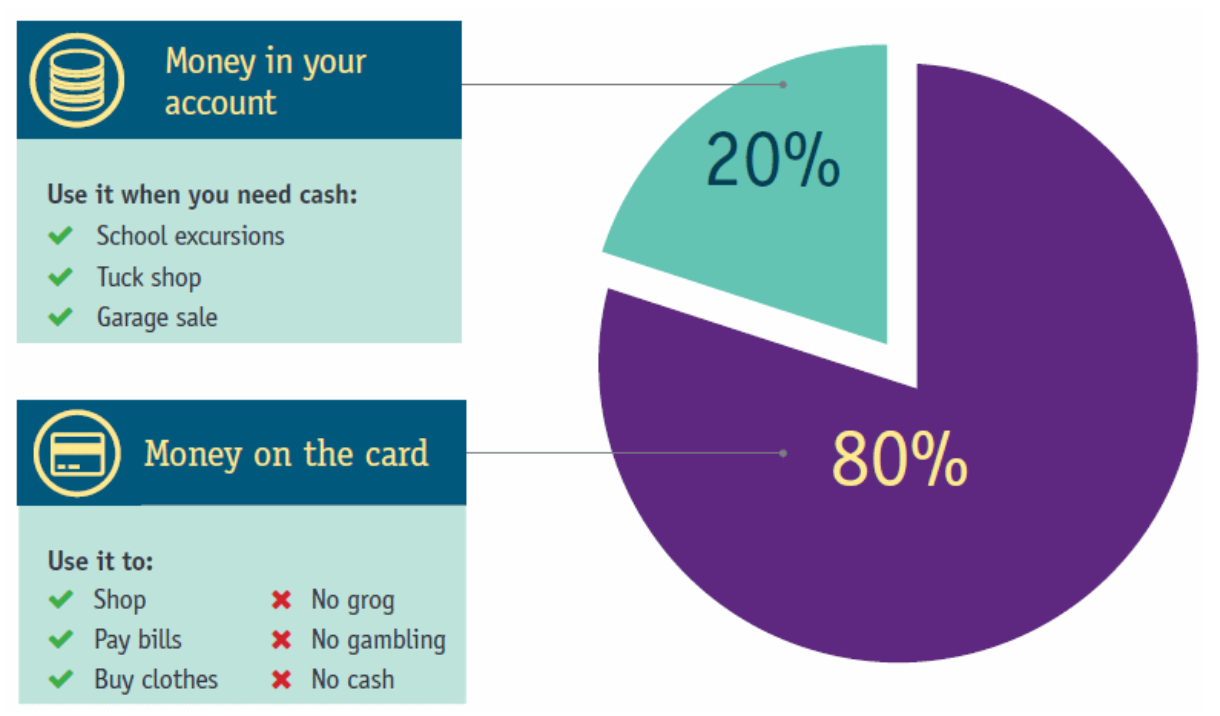 Money in your
account
20%
Use it when you need cash:
School excursions
Tuck shop
Garage sale
Money on the card
80%
Use it to:
Shop
Pay bills
Buy clothes
No grog
No gambling
No cash